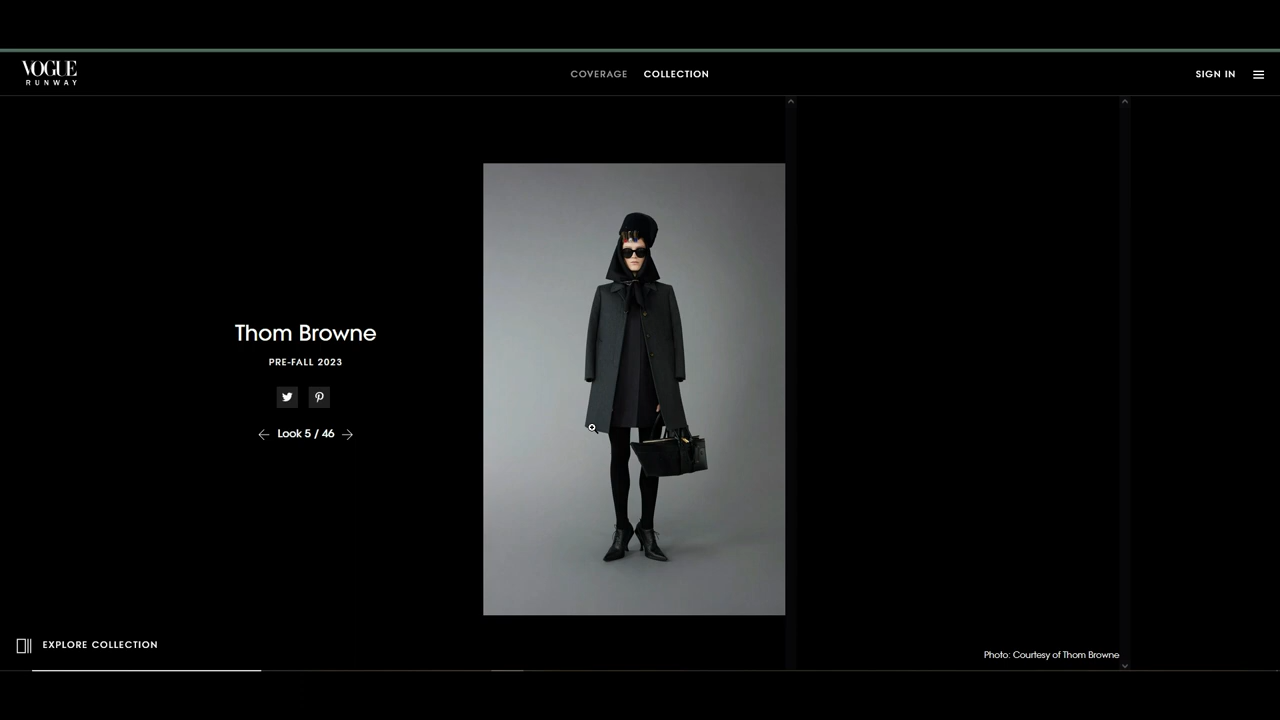 VOGUE
RUNWAY
COVERAGE COLLECTION
SIGN IN
Thom Browne
PRE-FALL 2023
Look 5 / 46
EXPLORE COLLECTION
Photo: Courtesy of Thom Browne